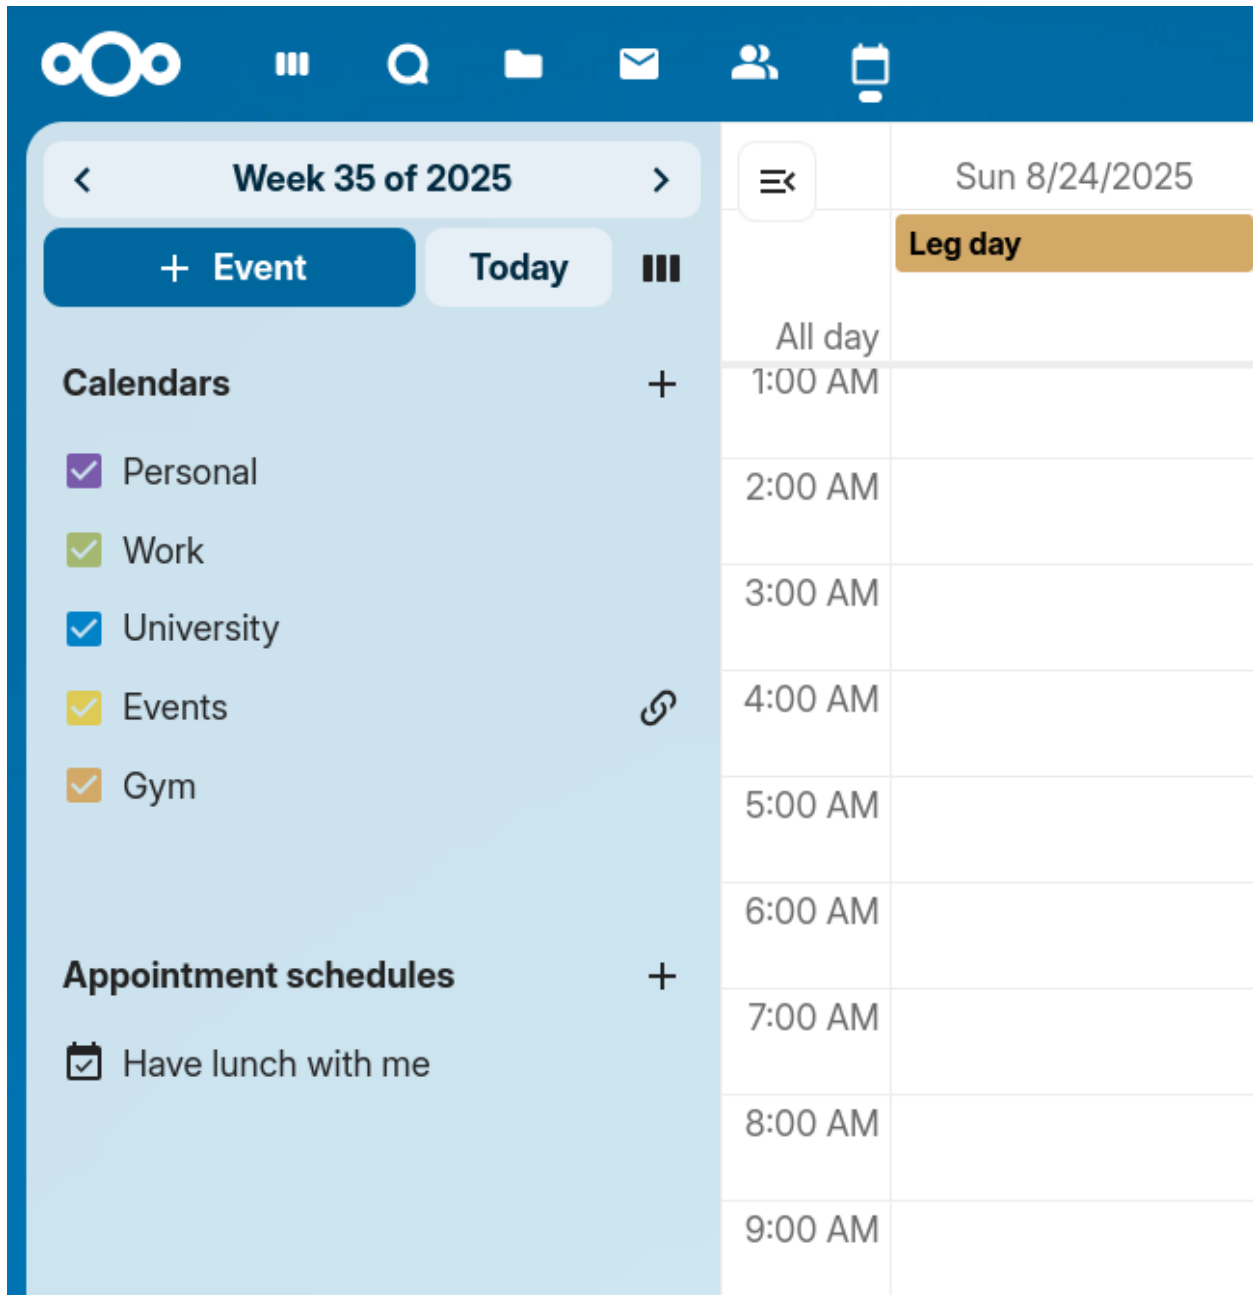 Week 35 of 2025
+ Event
Today
Calendars
Personal
Work
University
Events
Gym
Appointment schedules
Have lunch with me
Sun 8/24/2025
Leg day
All day
1:00 AM
2:00 AM
3:00 AM
4:00 AM
5:00 AM
6:00 AM
7:00 AM
8:00 AM
9:00 AM